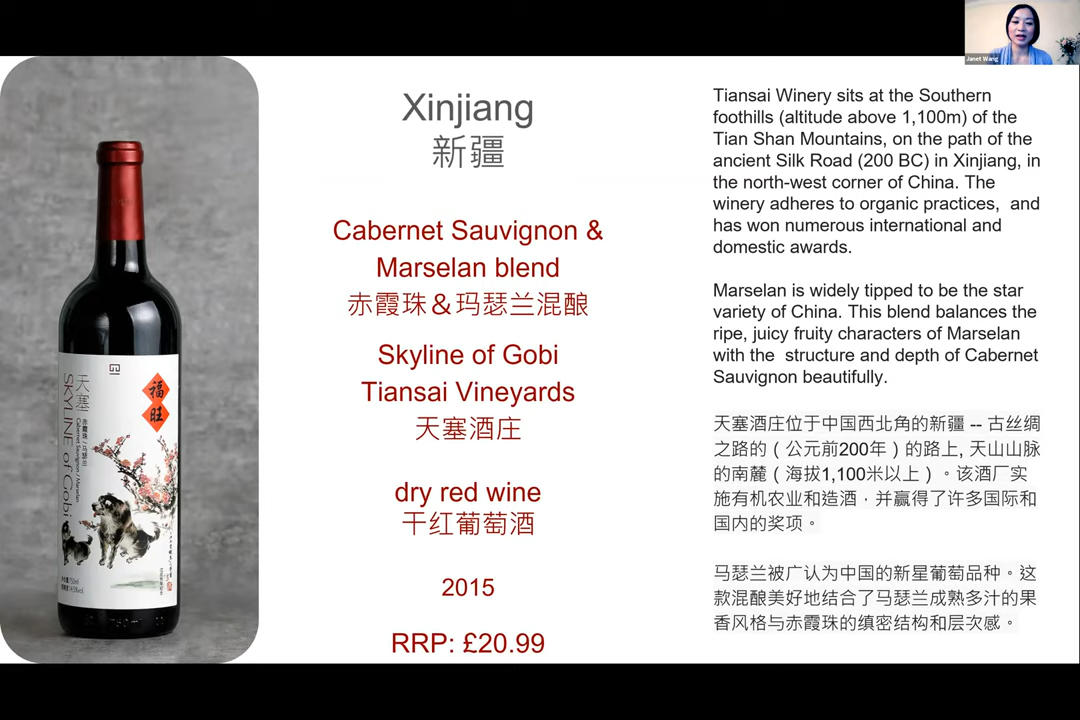 Janet Wang
Xinjiang
新疆
Cabernet Sauvignon &
Marselan blend
赤霞珠＆玛瑟兰混酿
Skyline of Gobi
Tiansai Vineyards
天塞酒庄
dry red wine
干红葡萄酒
2015
RRP: £20.99
Tiansai Winery sits at the Southern
foothills (altitude above 1,100m) of the
Tian Shan Mountains, on the path of the
ancient Silk Road (200 BC) in Xinjiang, in
the north-west corner of China. The
winery adheres to organic practices, and
has won numerous international and
domestic awards.
Marselan is widely tipped to be the star
variety of China. This blend balances the
ripe, juicy fruity characters of Marselan
with the structure and depth of Cabernet
Sauvignon beautifully.
天塞酒庄位于中国西北角的新疆 -- 古丝绸
之路的（公元前200年）的路上, 天山山脉
的南麓（海拔1,100米以上）。该酒厂实
施有机农业和造酒，并赢得了许多国际和
国内的奖项。
马瑟兰被广认为中国的新星葡萄品种。这
款混酿美好地结合了马瑟兰成熟多汁的果
香风格与赤霞珠的缜密结构和层次感。
天塞
SKYLINE of Gobi
赤霞珠/马瑟兰
Cabernet Sauvignon / Marselan
福
旺
750ml